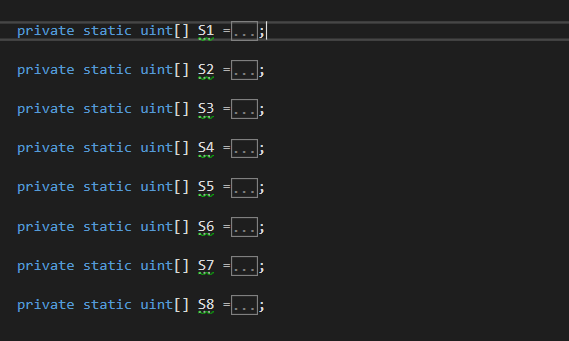 private static uint[] S1 =...;
private static uint[] S2 =...;
private static uint[] S3 =...;
private static uint[] S4 =...;
private static uint[] S5 =...;
private static uint[] S6 =...;
private static uint[] S7 =...;
private static uint[] S8 =...;